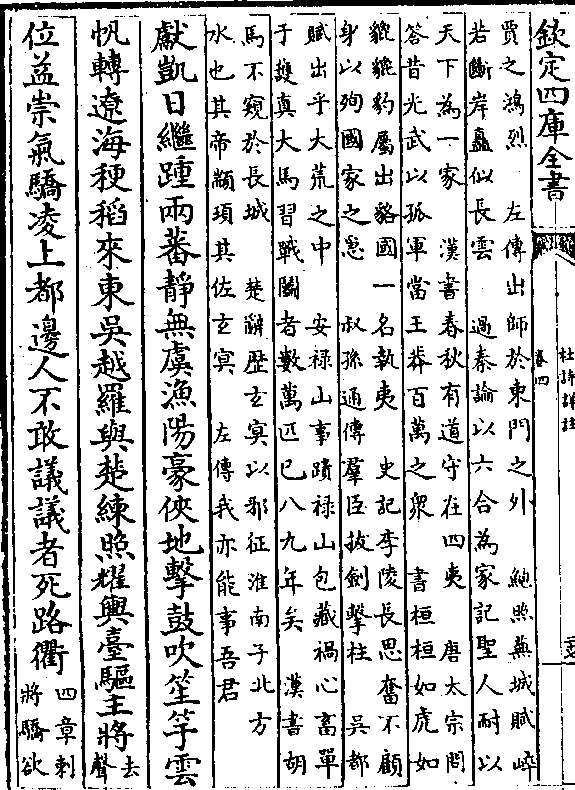 欽定四庫全書
杜詩詳註
卷四
賈之鴻烈　左傳出師於東門之外　鮑照蕪城賦崪
若斷岸矗似長雲　過秦論以六合為家記聖人耐以
天下為一家　漢書春秋有道守在四夷　唐太宗問
答昔光武以孤軍當王莽百萬之衆　書桓桓如虎如
貔貔豹屬出貉國一名執夷　史記李陵長思奮不顧
身以殉國家之急　叔孫通傳羣臣拔劍擊柱　吳都
賦出乎大荒之中　安禄山事蹟禄山包藏禍心畜單
于護真大馬習戰鬭者數萬匹巳八九年矣　漢書胡
馬不窺於長城　楚辭歴玄冥以邪征淮南子北方
水也其帝顓頊其佐玄冥　左傳我亦能事吾君
獻凱日繼踵兩蕃靜無虞漁陽豪俠地擊鼓吹笙竽雲
帆轉遼海稉稻來東吳越羅與楚練照耀輿臺驅主將去聲
位益崇氣驕凌上都邊人不敢議議者死路衢四章刺將驕欲